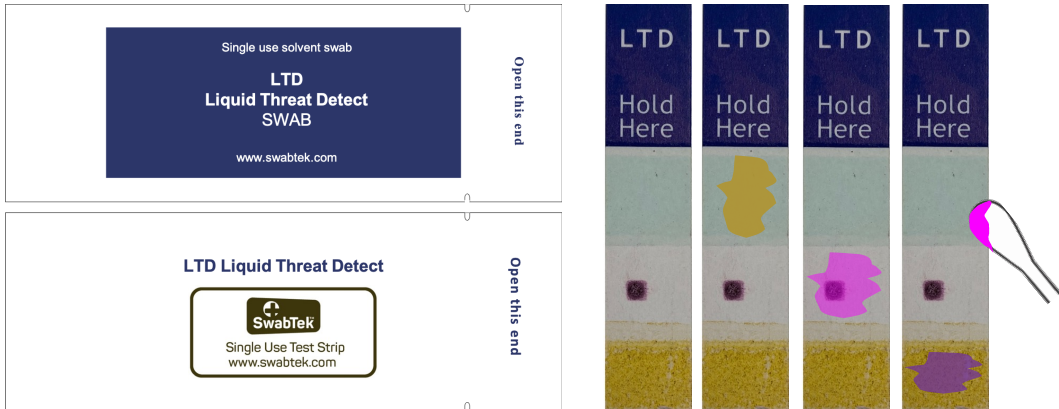 Single use solvent swab
LTD
Liquid Threat Detect
SWAB
www.swabtek.com
Open this end
LTD Liquid Threat Detect
SwabTek™
Single Use Test Strip
www.swabtek.com
Open this end
LTD
Hold
Here
LTD
Hold
Here
LTD
Hold
Here
LTD
Hold
Here